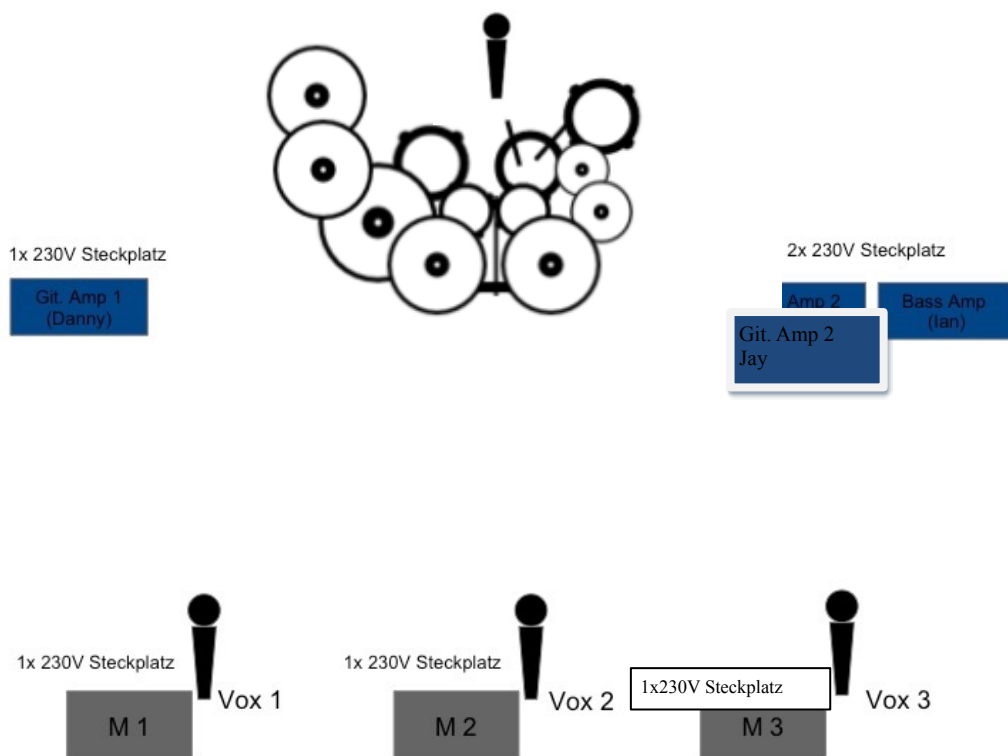 1x 230V Steckplatz
Git. Amp 1
(Danny)
2x 230V Steckplatz
Amp 2
Bass Amp
(Ian)
Git. Amp 2
Jay
1x 230V Steckplatz
M 1
Vox 1
1x 230V Steckplatz
M 2
Vox 2
1x230V Steckplatz
M 3
Vox 3